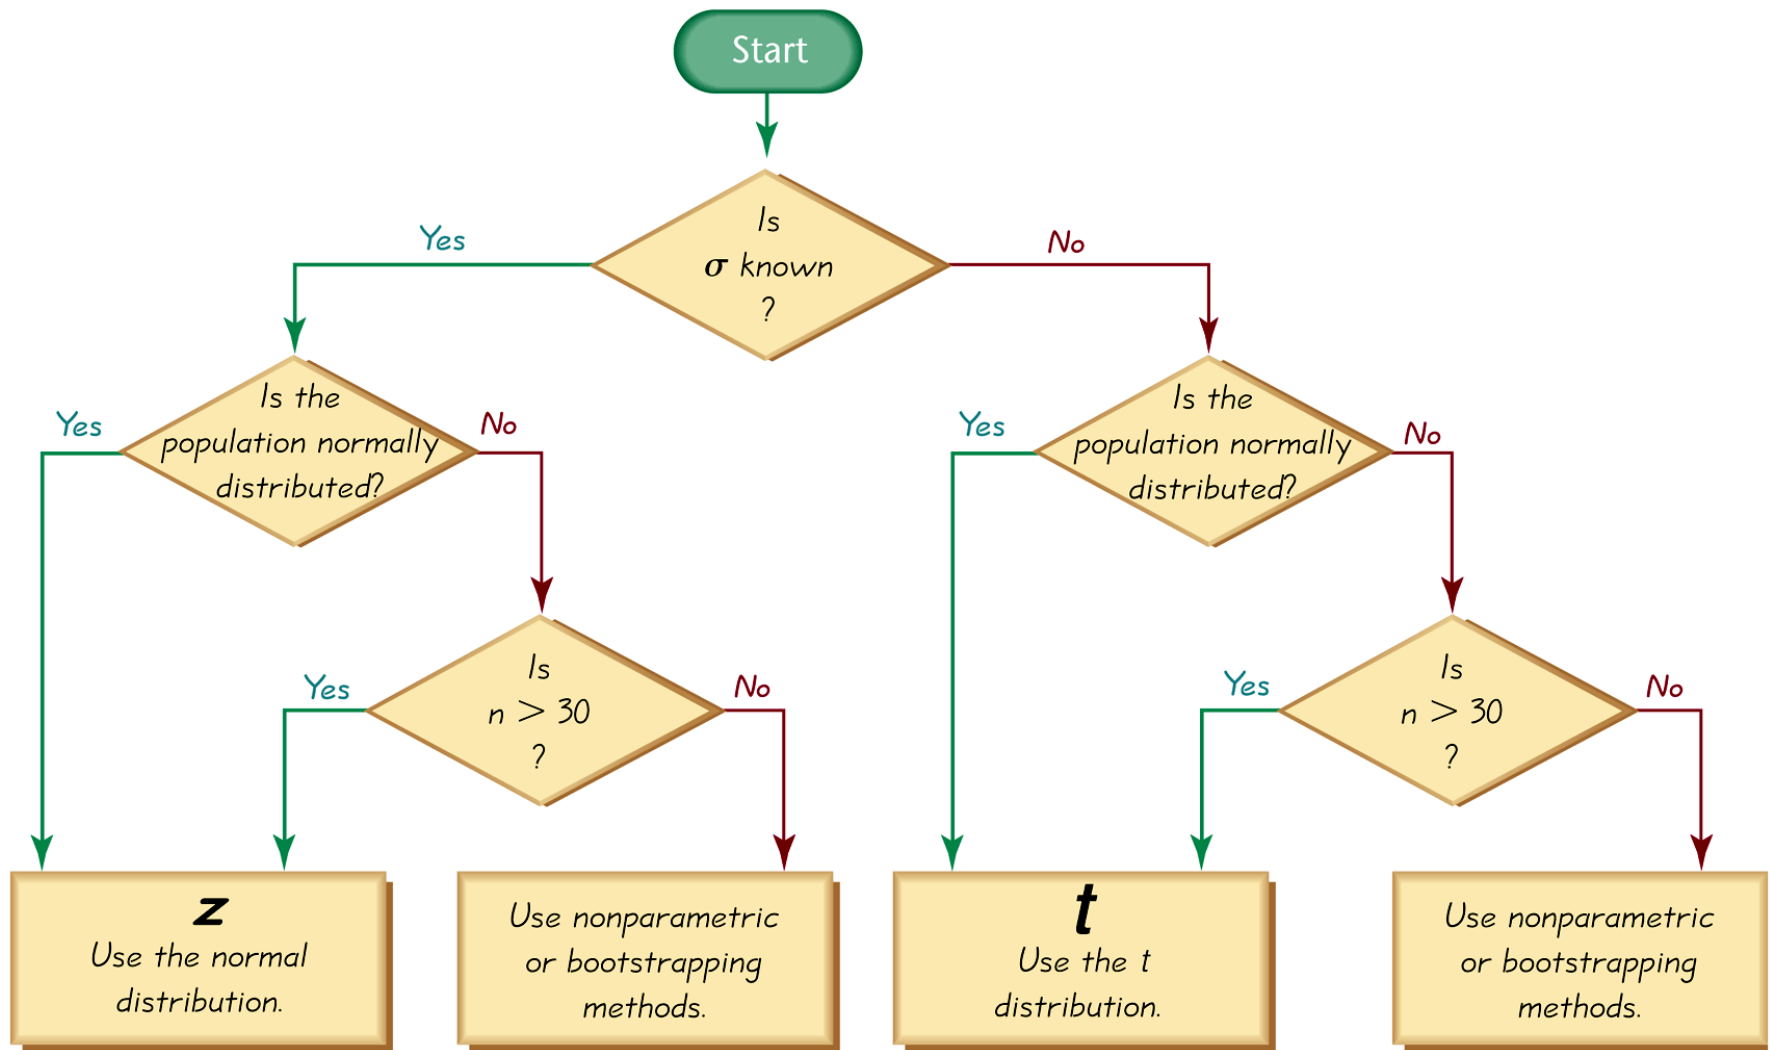 Start
Is
σ known
?
Yes
No
Is the
population normally
distributed?
Yes
No
Is the
population normally
distributed?
Yes
No
Is
n > 30
?
Yes
No
Is
n > 30
?
Yes
No
z
Use the normal
distribution.
Use nonparametric
or bootstrapping
methods.
t
Use the t
distribution.
Use nonparametric
or bootstrapping
methods.